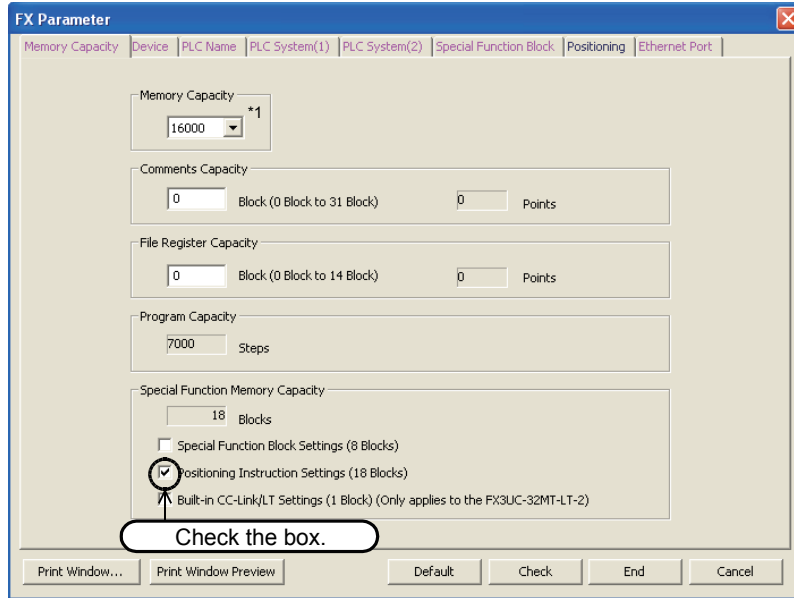 FX Parameter
Memory Capacity Device PLC Name PLC System(1) PLC System(2) Special Function Block Positioning Ethernet Port
Memory Capacity
16000 *1
Comments Capacity
0 Block (0 Block to 31 Block) 0 Points
File Register Capacity
0 Block (0 Block to 14 Block) 0 Points
Program Capacity
7000 Steps
Special Function Memory Capacity
18 Blocks
Special Function Block Settings (8 Blocks)
Positioning Instruction Settings (18 Blocks)
Built-in CC-Link/LT Settings (1 Block) (Only applies to the FX3UC-32MT-LT-2)
Check the box.
Print Window... Print Window Preview Default Check End Cancel